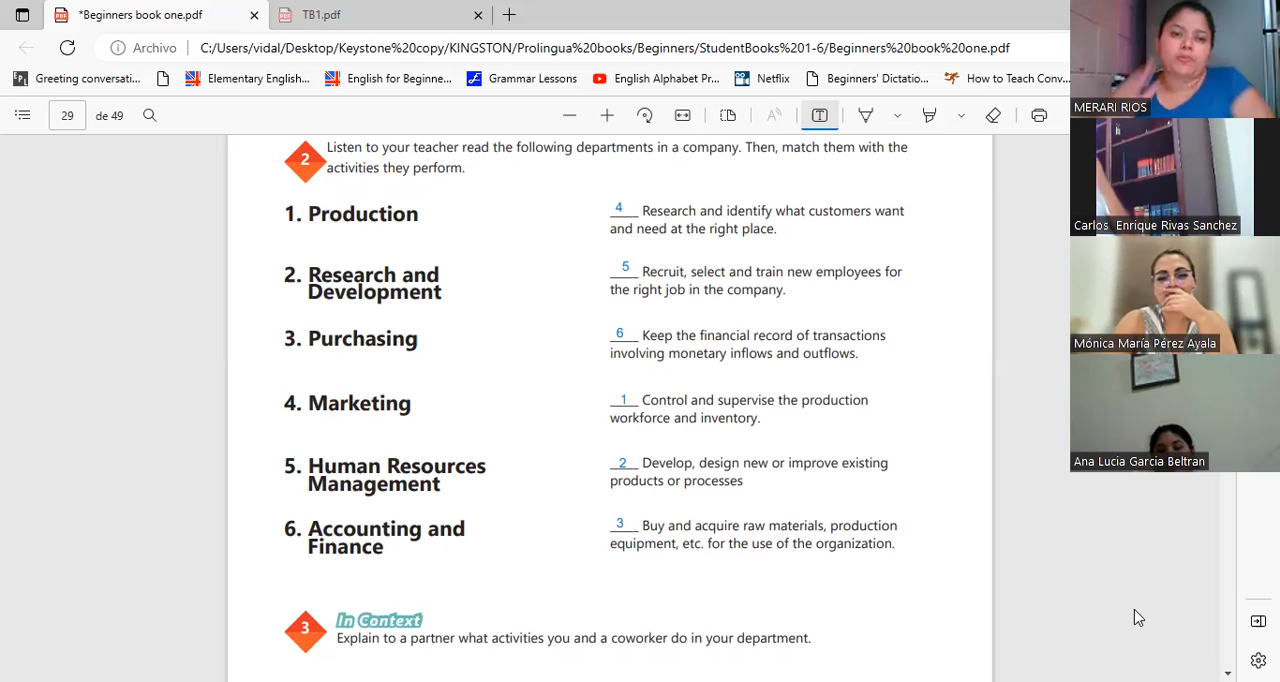 *Beginners book one.pdf
TB1.pdf
Archivo
C:/Users/vidal/Desktop/Keystone%20copy/KINGSTON/Prolingua%20books/Beginners/StudentBooks%201-6/Beginners%20book%20one.pdf
Greeting conversati...
Elementary English...
English for Beginne...
Grammar Lessons
English Alphabet Pr...
Netflix
Beginners' Dictatio...
How to Teach Conv...
29
de 49
2
Listen to your teacher read the following departments in a company. Then, match them with the
activities they perform.
1. Production
4 Research and identify what customers want
and need at the right place.
2. Research and
Development
5 Recruit, select and train new employees for
the right job in the company.
3. Purchasing
6 Keep the financial record of transactions
involving monetary inflows and outflows.
4. Marketing
1 Control and supervise the production
workforce and inventory.
5. Human Resources
Management
2 Develop, design new or improve existing
products or processes
6. Accounting and
Finance
3 Buy and acquire raw materials, production
equipment, etc. for the use of the organization.
3
In Context
Explain to a partner what activities you and a coworker do in your department.
MERARI RIOS
Carlos Enrique Rivas Sanchez
Mónica María Pérez Ayala
Ana Lucia Garcia Beltran